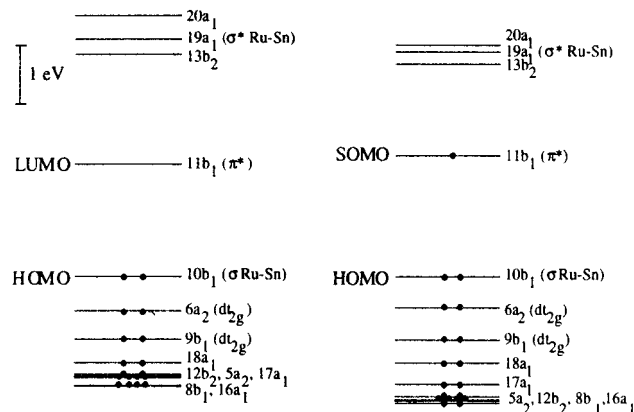 20a1
19a1 (σ* Ru-Sn)
13b2
1 eV
LUMO
11b1 (π*)
HOMO
10b1 (σ Ru-Sn)
6a2 (dt2g)
9b1 (dt2g)
18a1
12b2, 5a2, 17a1
8b1, 16a1
20a1
19a1 (σ* Ru-Sn)
13b2
SOMO
11b1 (π*)
HOMO
10b1 (σ Ru-Sn)
6a2 (dt2g)
9b1 (dt2g)
18a1
17a1
5a2, 12b2, 8b1, 16a1